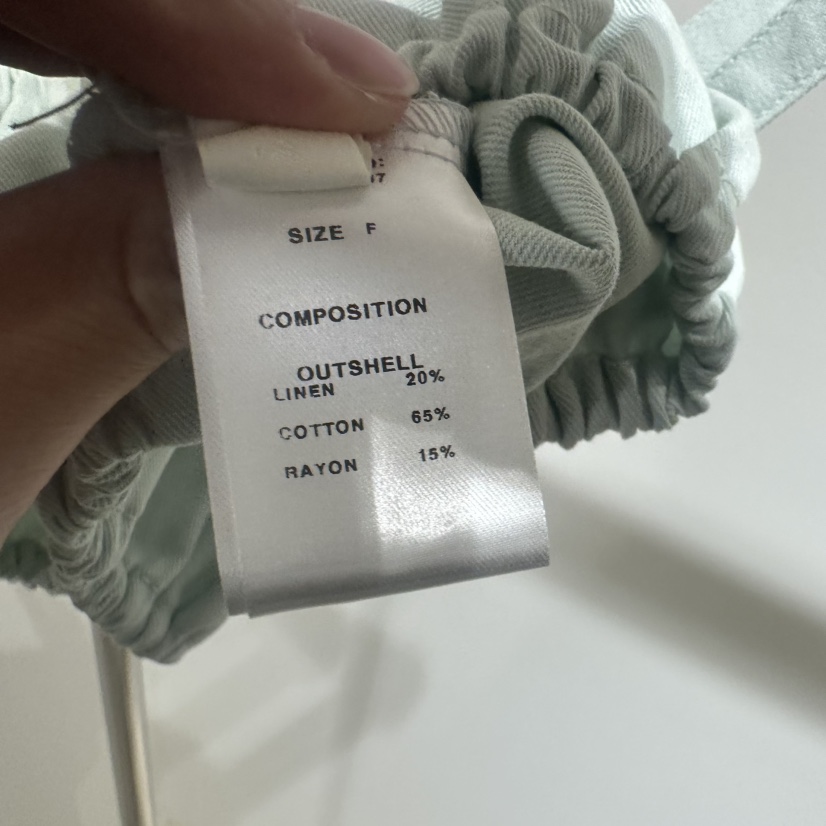 SIZE F
COMPOSITION
OUTSHELL
LINEN 20%
COTTON 65%
RAYON 15%